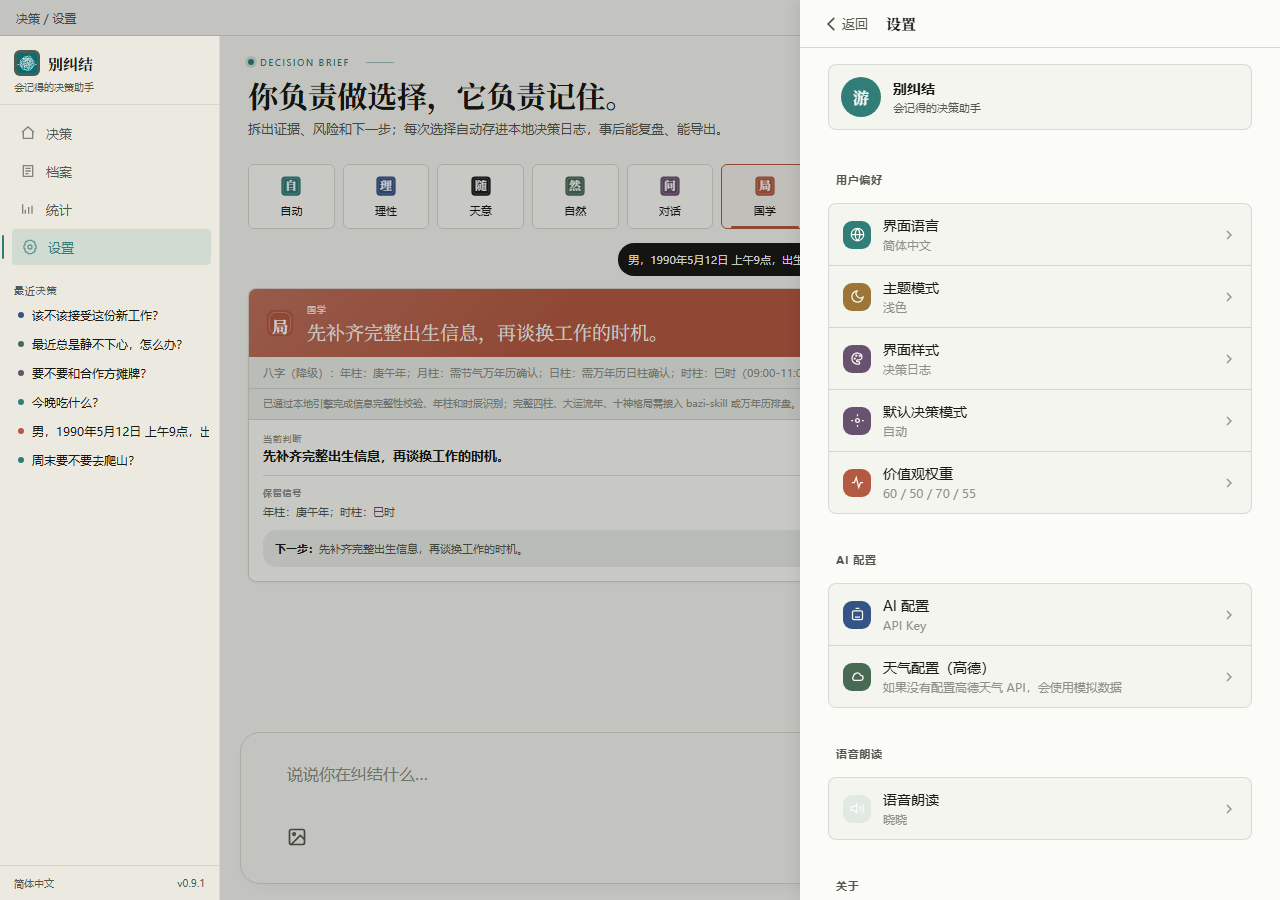 决策 / 设置
别纠结
会记得的决策助手
决策
档案
统计
设置
最近决策
该不该接受这份新工作?
最近总是静不下心，怎么办?
要不要和合作方摊牌?
今晚吃什么?
男，1990年5月12日 上午9点，出
周末要不要去爬山?
简体中文
v0.9.1
DECISION BRIEF
你负责做选择，它负责记住。
拆出证据、风险和下一步；每次选择自动存进本地决策日志，事后能复盘、能导出。
自
自动
理
理性
随
天意
然
自然
问
对话
局
国学
男，1990年5月12日 上午9点，出生
局
国学
先补齐完整出生信息，再谈换工作的时机。
八字（降级）：年柱：庚午年；月柱：需节气万年历确认；日柱：需万年历日柱确认；时柱：巳时（09:00-11:0
已通过本地引擎完成信息完整性校验、年柱和时辰识别；完整四柱、大运流年、十神格局需接入 bazi-skill 或万年历排盘。
当前判断
先补齐完整出生信息，再谈换工作的时机。
保留信号
年柱：庚午年；时柱：巳时
下一步：先补齐完整出生信息，再谈换工作的时机。
说说你在纠结什么...
返回
设置
游
别纠结
会记得的决策助手
用户偏好
界面语言
简体中文
主题模式
浅色
界面样式
决策日志
默认决策模式
自动
价值观权重
60 / 50 / 70 / 55
AI 配置
AI 配置
API Key
天气配置（高德）
如果没有配置高德天气 API，会使用模拟数据
语音朗读
语音朗读
晓晓
关于